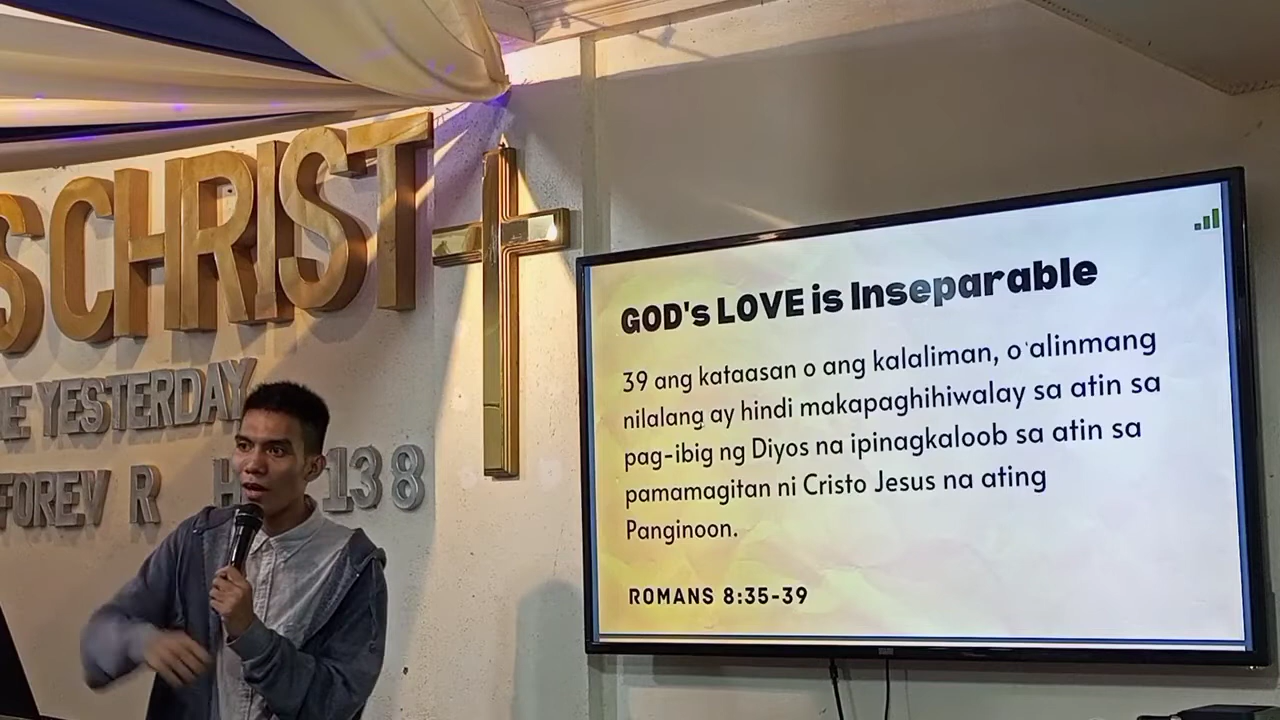 SCHRIST
E YESTERDAY
FOREV R H 138
GOD's LOVE is Inseparable
39 ang kataasan o ang kalaliman, o alinmang
nilalang ay hindi makapaghihiwalay sa atin sa
pag-ibig ng Diyos na ipinagkaloob sa atin sa
pamamagitan ni Cristo Jesus na ating
Panginoon.
ROMANS 8:35-39